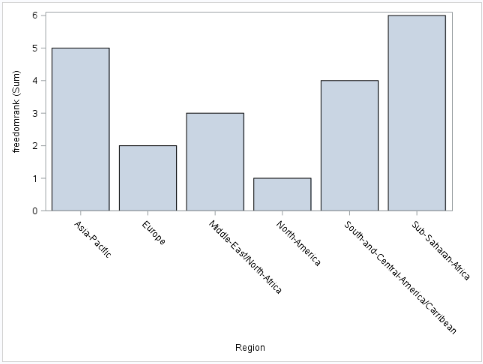 6
5
4
3
2
1
0
freedomrank (Sum)
Asia-Pacific
Europe
Middle-East/North-Africa
North-America
South-and-Central-America/Carribean
Sub-Saharan-Africa
Region